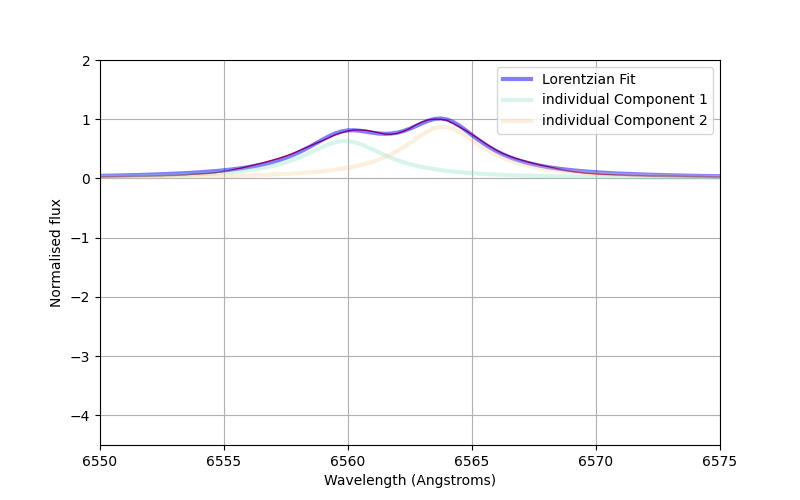 Lorentzian Fit
individual Component 1
individual Component 2
2
1
0
−1
−2
−3
−4
Normalised flux
6550 6555 6560 6565 6570 6575
Wavelength (Angstroms)